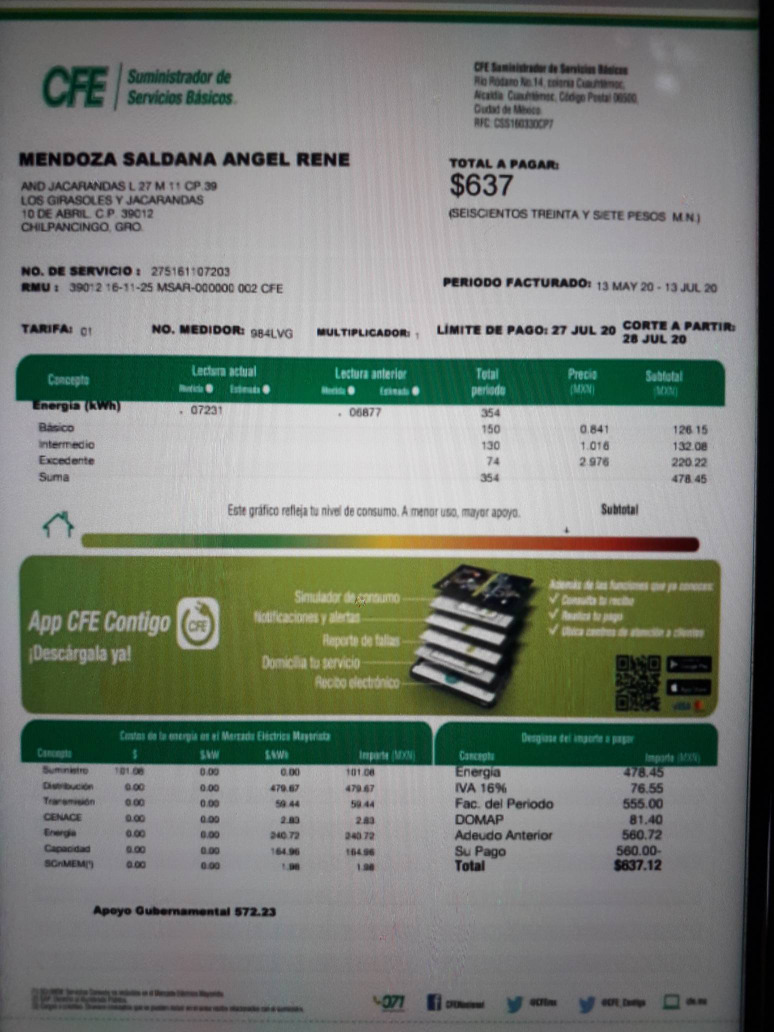 CFE Suministrador de
Servicios Básicos
CFE Suministrador de Servicios Básicos
Río Ródano No.14, colonia Cuauhtémoc,
Alcaldía Cuauhtémoc, Código Postal 06500,
Ciudad de México.
RFC: CSS160330CP7
MENDOZA SALDANA ANGEL RENE
AND JACARANDAS L 27 M 11 CP.39
LOS GIRASOLES Y JACARANDAS
10 DE ABRIL. C.P. 39012
CHILPANCINGO, GRO.
TOTAL A PAGAR:
$637
(SEISCIENTOS TREINTA Y SIETE PESOS M.N.)
NO. DE SERVICIO : 275161107203
RMU : 39012 16-11-25 MSAR-000000 002 CFE
PERIODO FACTURADO: 13 MAY 20 - 13 JUL 20
TARIFA: 01 NO. MEDIDOR: 984LVG MULTIPLICADOR: 1 LÍMITE DE PAGO: 27 JUL 20 CORTE A PARTIR:
28 JUL 20
Concepto Lectura actual Lectura anterior Total periodo Precio (MXN) Subtotal (MXN)
Medida Estimada Medida Estimada
Energía (kWh) 07231 06877 354
Básico 150 0.841 126.15
Intermedio 130 1.016 132.08
Excedente 74 2.976 220.22
Suma 354 478.45
Este gráfico refleja tu nivel de consumo. A menor uso, mayor apoyo. Subtotal
App CFE Contigo
¡Descárgala ya!
CFE
Simulador de consumo
Notificaciones y alertas
Reporte de fallas
Domicilia tu servicio
Recibo electrónico
Además de las funciones que ya conoces:
✓ Consulta tu recibo
✓ Realiza tu pago
✓ Ubica centros de atención a clientes
VISA
Costos de la energía en el Mercado Eléctrico Mayorista
Concepto $ $/kW $/kWh Importe (MXN)
Suministro 101.08 0.00 0.00 101.08
Distribución 0.00 0.00 479.67 479.67
Transmisión 0.00 0.00 59.44 59.44
CENACE 0.00 0.00 2.83 2.83
Energía 0.00 0.00 240.72 240.72
Capacidad 0.00 0.00 164.96 164.96
SCnMEM(*) 0.00 0.00 1.98 1.98
Desglose del importe a pagar
Concepto Importe (MXN)
Energía 478.45
IVA 16% 76.55
Fac. del Periodo 555.00
DOMAP 81.40
Adeudo Anterior 560.72
Su Pago 560.00-
Total $637.12
Apoyo Gubernamental 572.23
071
CFENacional
@CFEmx
@CFE_Contigo
cfe.mx